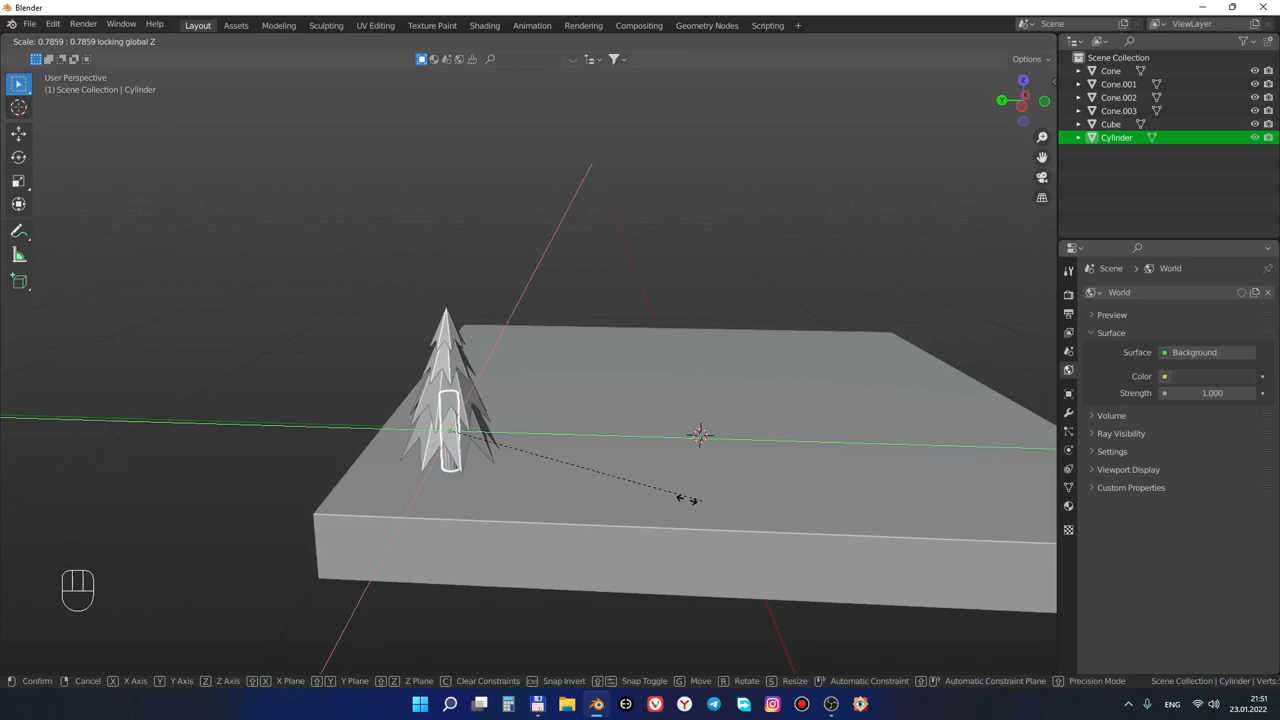 Blender
File Edit Render Window Help
Layout Assets Modeling Sculpting UV Editing Texture Paint Shading Animation Rendering Compositing Geometry Nodes Scripting +
Scene
ViewLayer
Scale: 0.7859 : 0.7859 locking global Z
Options
User Perspective
(1) Scene Collection | Cylinder
Z
Y
Scene Collection
Cone
Cone.001
Cone.002
Cone.003
Cube
Cylinder
Scene > World
World
Preview
Surface
Surface Background
Color
Strength 1.000
Volume
Ray Visibility
Settings
Viewport Display
Custom Properties
Confirm Cancel X X Axis Y Y Axis Z Z Axis X X Plane Y Y Plane Z Z Plane C Clear Constraints Snap Invert Snap Toggle G Move R Rotate S Resize Automatic Constraint Automatic Constraint Plane Precision Mode
Scene Collection | Cylinder | Verts:
ENG
21:51
23.01.2022